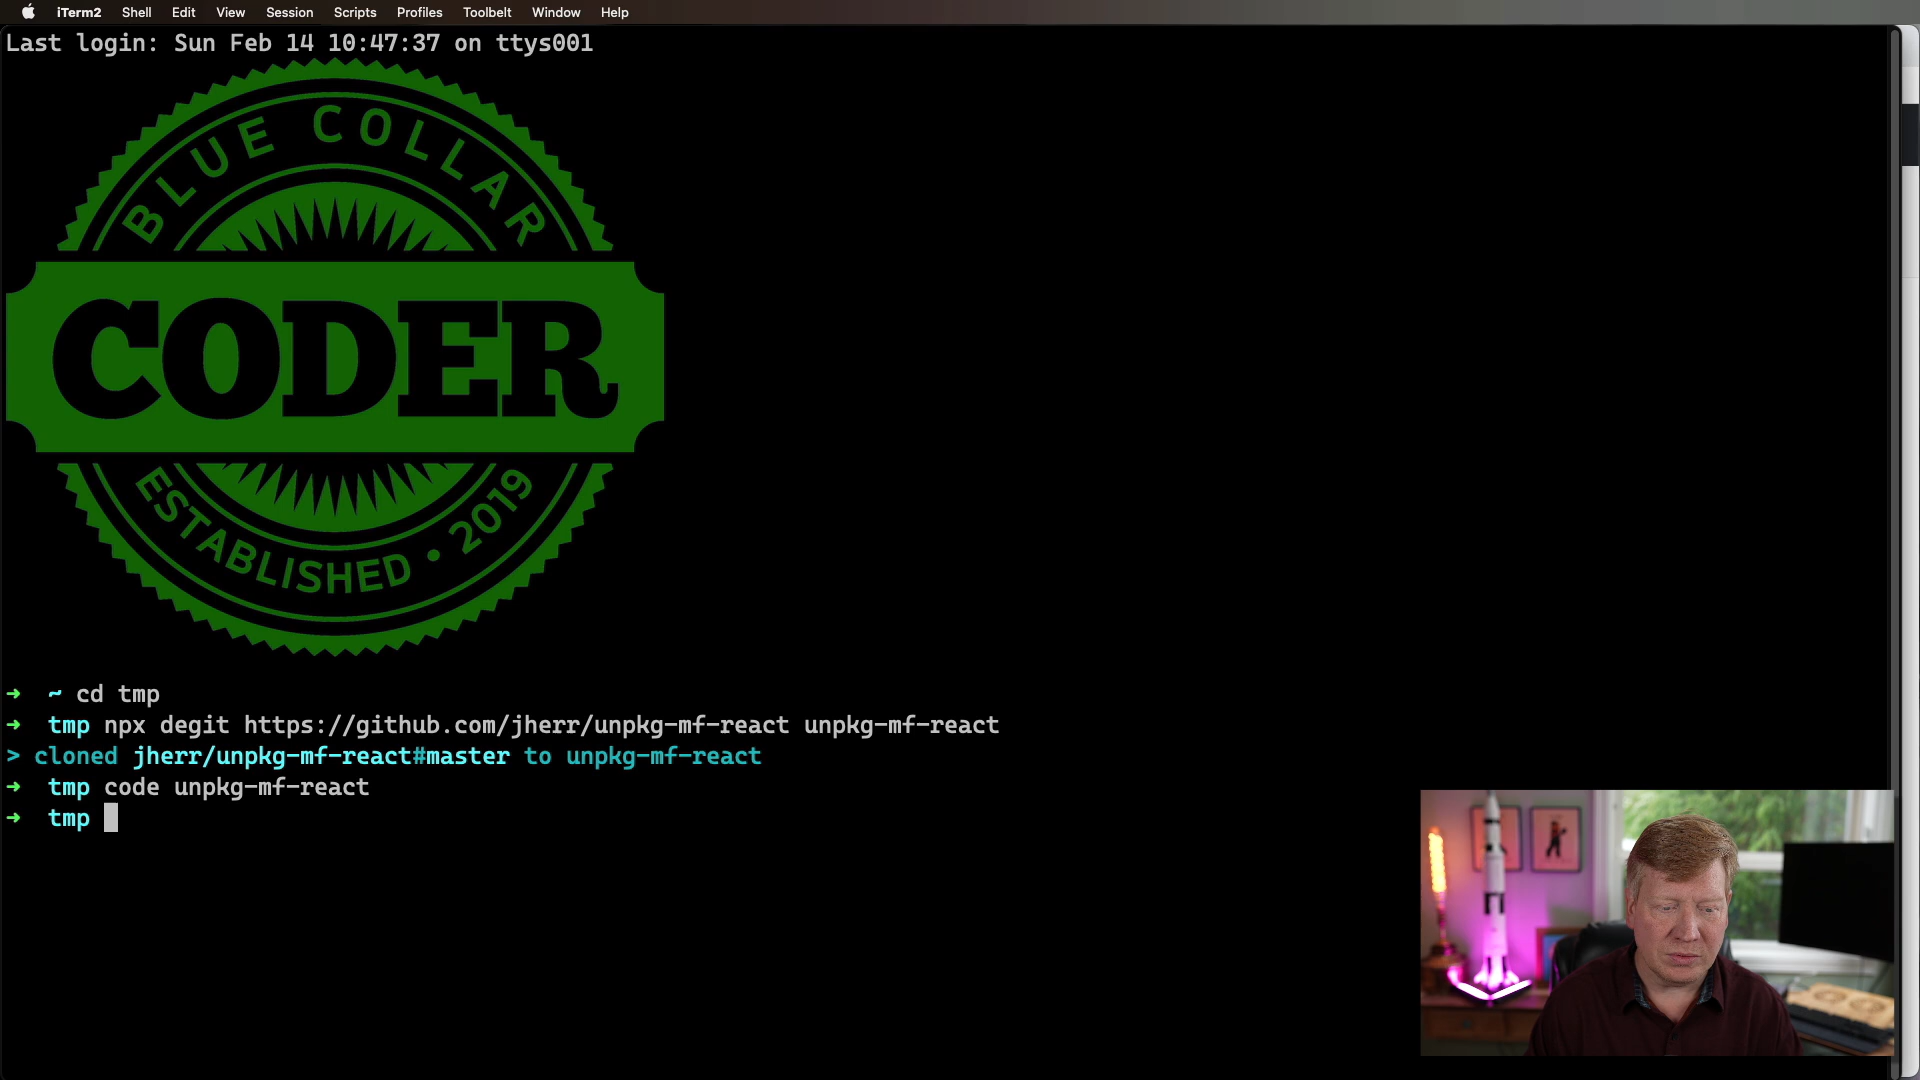 iTerm2 Shell Edit View Session Scripts Profiles Toolbelt Window Help
Last login: Sun Feb 14 10:47:37 on ttys001
BLUE COLLAR
CODER
ESTABLISHED • 2019
➜ ~ cd tmp
➜ tmp npx degit https://github.com/jherr/unpkg-mf-react unpkg-mf-react
> cloned jherr/unpkg-mf-react#master to unpkg-mf-react
➜ tmp code unpkg-mf-react
➜ tmp